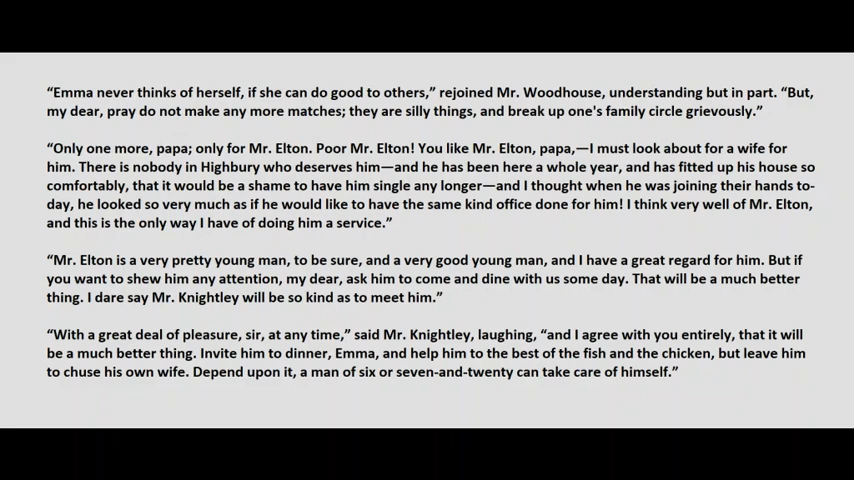 “Emma never thinks of herself, if she can do good to others,” rejoined Mr. Woodhouse, understanding but in part. “But,
my dear, pray do not make any more matches; they are silly things, and break up one's family circle grievously.”
“Only one more, papa; only for Mr. Elton. Poor Mr. Elton! You like Mr. Elton, papa,—I must look about for a wife for
him. There is nobody in Highbury who deserves him—and he has been here a whole year, and has fitted up his house so
comfortably, that it would be a shame to have him single any longer—and I thought when he was joining their hands to-
day, he looked so very much as if he would like to have the same kind office done for him! I think very well of Mr. Elton,
and this is the only way I have of doing him a service.”
“Mr. Elton is a very pretty young man, to be sure, and a very good young man, and I have a great regard for him. But if
you want to shew him any attention, my dear, ask him to come and dine with us some day. That will be a much better
thing. I dare say Mr. Knightley will be so kind as to meet him.”
“With a great deal of pleasure, sir, at any time,” said Mr. Knightley, laughing, “and I agree with you entirely, that it will
be a much better thing. Invite him to dinner, Emma, and help him to the best of the fish and the chicken, but leave him
to chuse his own wife. Depend upon it, a man of six or seven-and-twenty can take care of himself.”